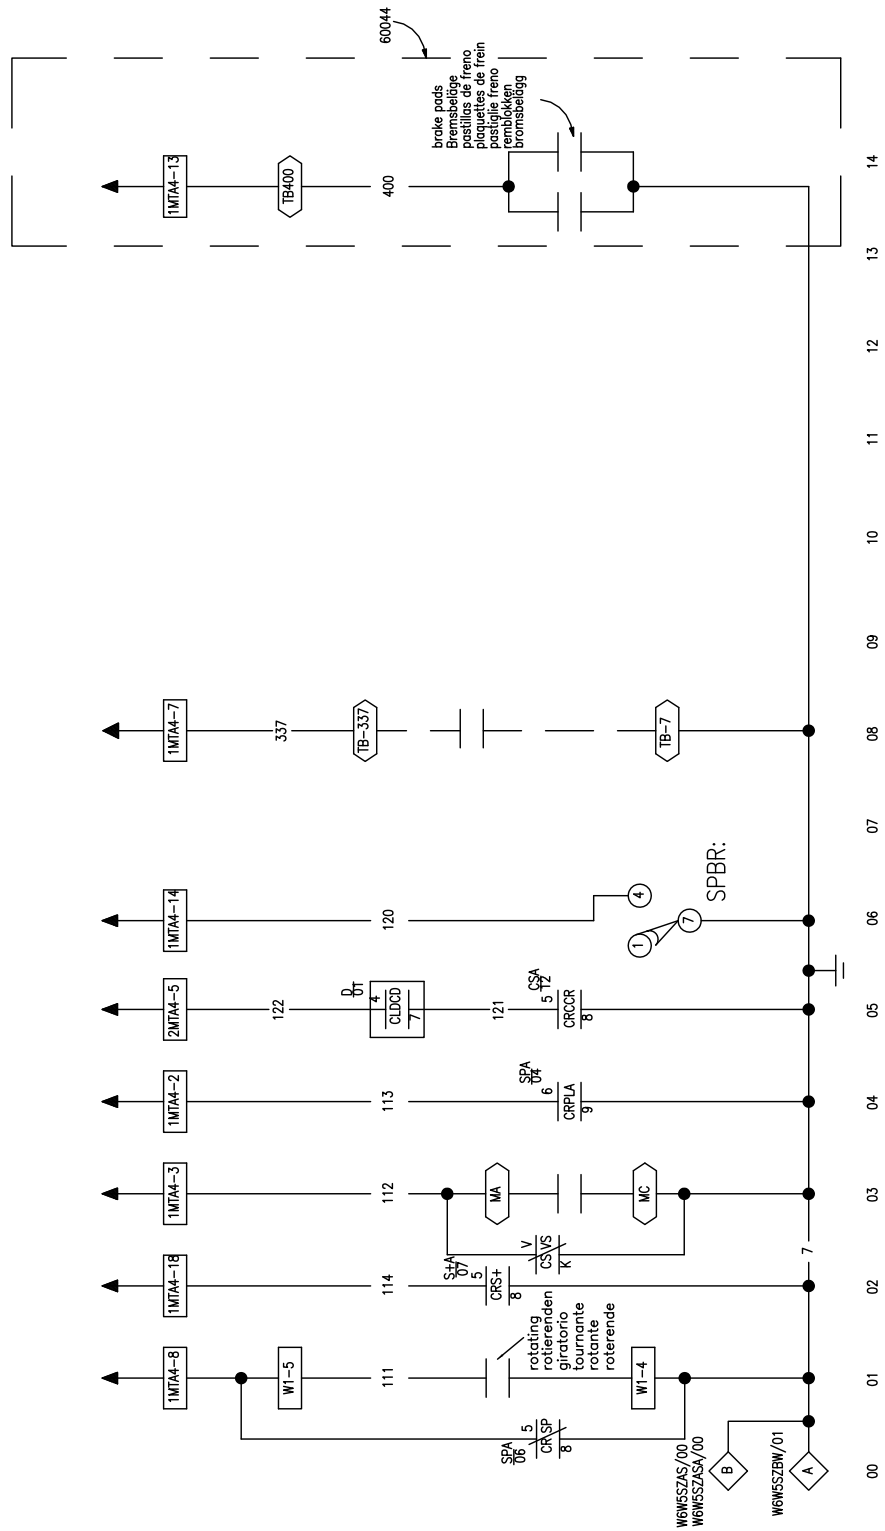 60044
brake pads
Bremsbeläge
pastillas de freno
plaquettes de frein
pastiglie freno
remblokken
bromsbelägg
1MTA4-13
TB400
400
14
13
12
11
10
09
1MTA4-7
337
TB-337
TB-7
08
07
1MTA4-14
120
4
1
7
SPBR:
06
2MTA4-5
122
D
01
4
CLDCD
7
121
CSA
12
5
CRCCR
8
05
1MTA4-2
113
SPA
04
6
CRPLA
9
04
1MTA4-3
112
MA
MC
V
CSVS
K
03
7
1MTA4-18
114
S+A
07
5
CRS+
8
02
1MTA4-8
W1-5
111
rotating
rotierenden
giratorio
tournante
rotante
roterende
W1-4
01
SPA
06
5
CRSP
8
W6W5SZAS/00
W6W5SZASA/00
B
W6W5SZBW/01
A
00